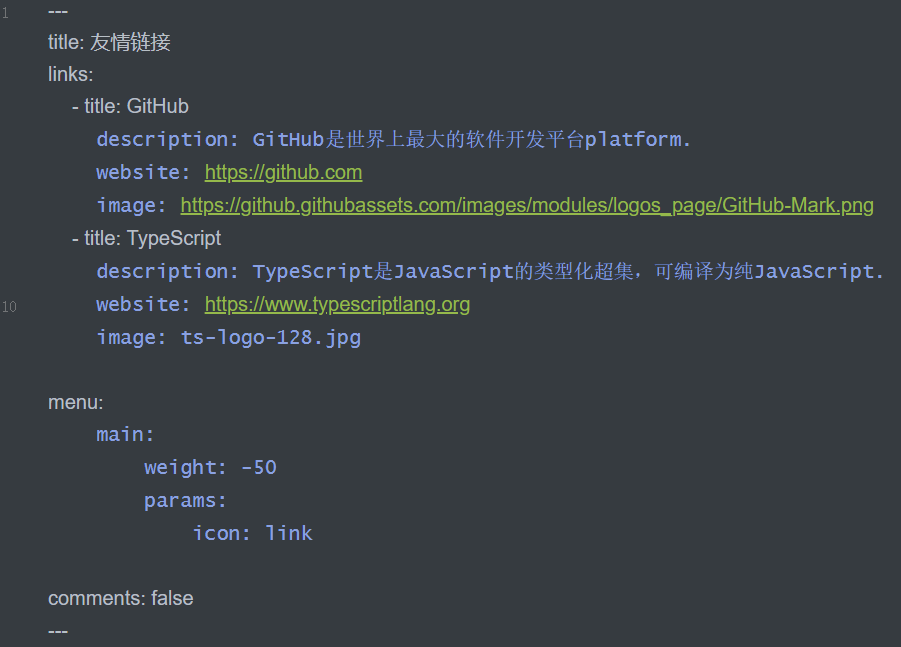 1 ---
title: 友情链接
links:
  - title: GitHub
    description: GitHub是世界上最大的软件开发平台platform.
    website: https://github.com
    image: https://github.githubassets.com/images/modules/logos_page/GitHub-Mark.png
  - title: TypeScript
    description: TypeScript是JavaScript的类型化超集，可编译为纯JavaScript.
10    website: https://www.typescriptlang.org
    image: ts-logo-128.jpg
menu:
    main:
        weight: -50
        params:
            icon: link
comments: false
---